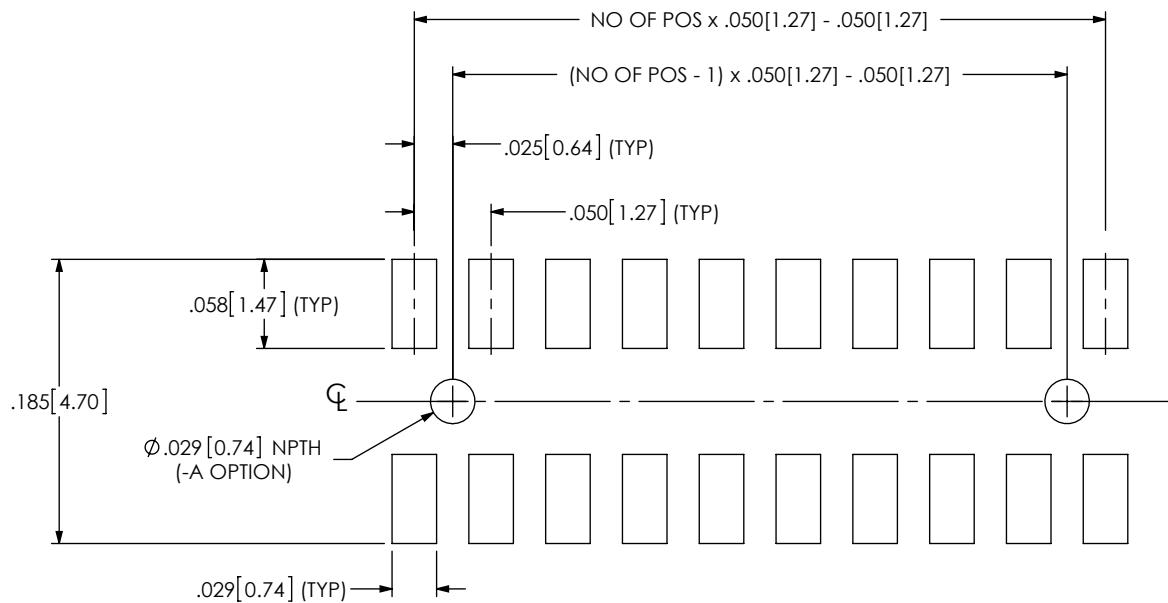 NO OF POS x .050[1.27] - .050[1.27]
(NO OF POS - 1) x .050[1.27] - .050[1.27]
.025[0.64] (TYP)
.050[1.27] (TYP)
.058[1.47] (TYP)
.185[4.70]
℄
Ø.029[0.74] NPTH
(-A OPTION)
.029[0.74] (TYP)